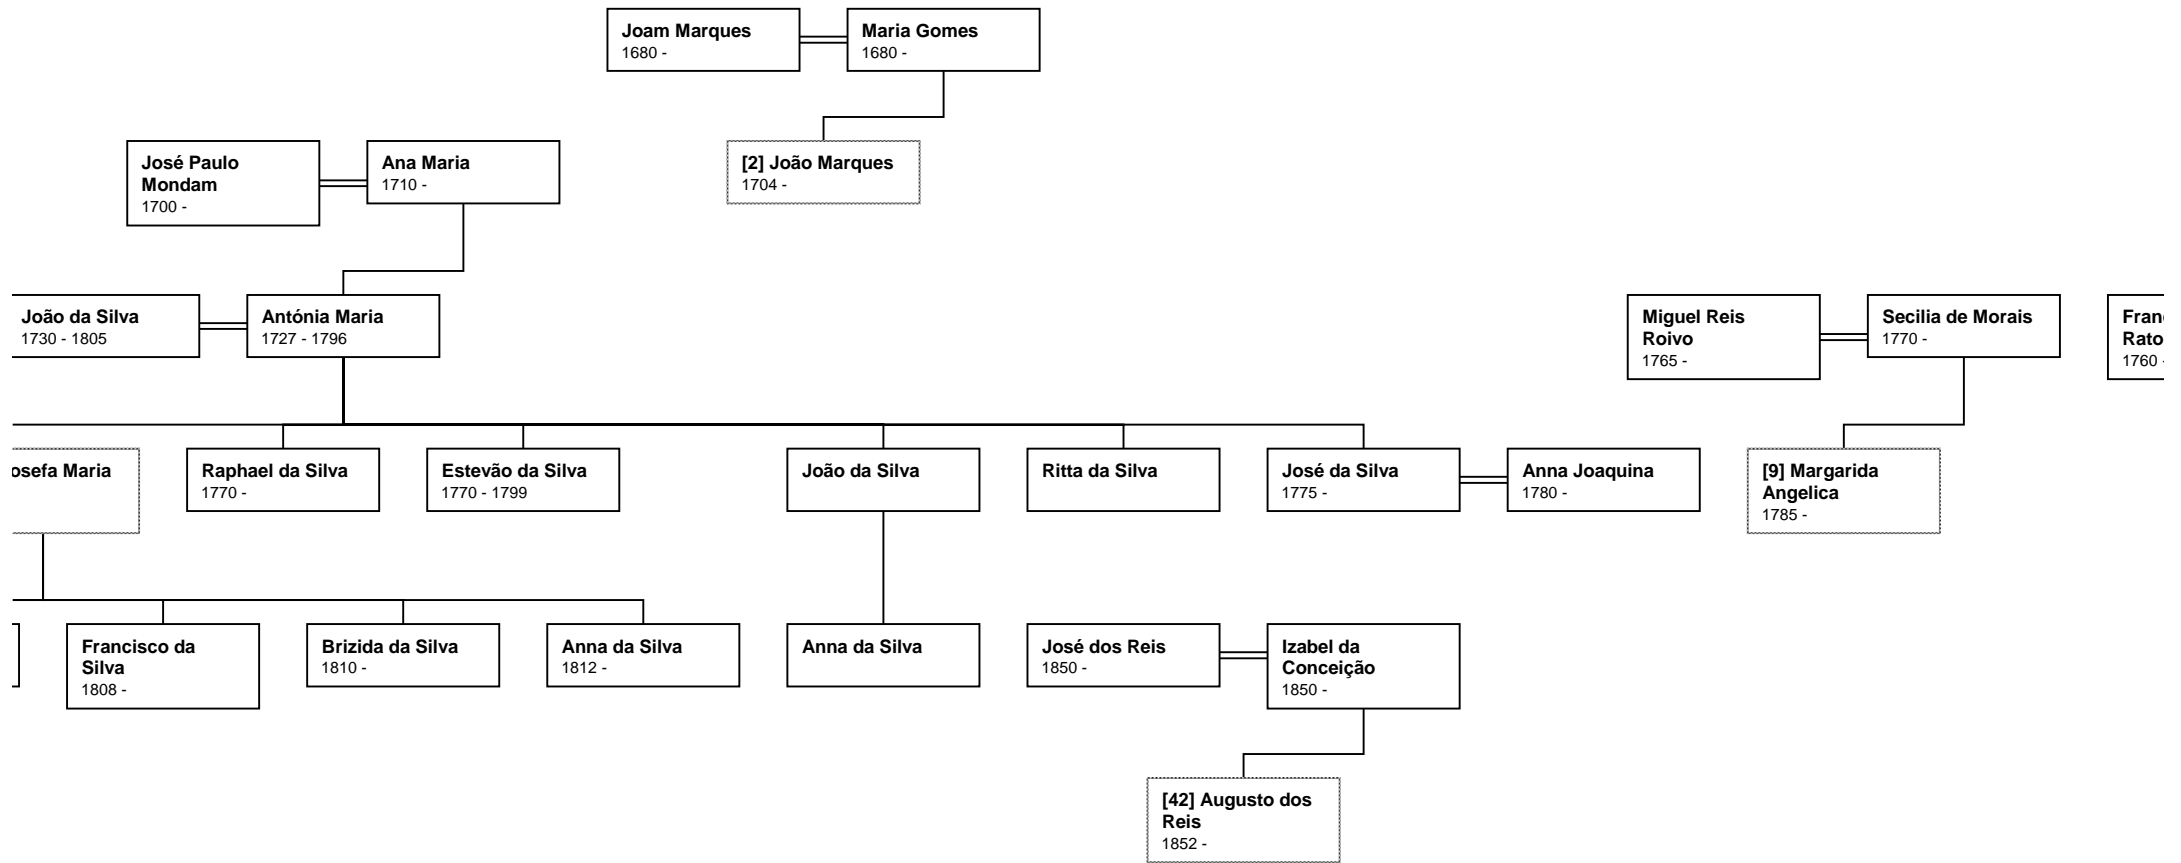 Joam Marques
1680 -
Maria Gomes
1680 -
José Paulo
Mondam
1700 -
Ana Maria
1710 -
[2] João Marques
1704 -
João da Silva
1730 - 1805
Antónia Maria
1727 - 1796
Miguel Reis
Roivo
1765 -
Secilia de Morais
1770 -
Rato
1760 -
Maria
Raphael da Silva
1770 -
Estevão da Silva
1770 - 1799
João da Silva
Ritta da Silva
José da Silva
1775 -
Anna Joaquina
1780 -
[9] Margarida
Angelica
1785 -
Francisco da
Silva
1808 -
Brizida da Silva
1810 -
Anna da Silva
1812 -
Anna da Silva
José dos Reis
1850 -
Izabel da
Conceição
1850 -
[42] Augusto dos
Reis
1852 -